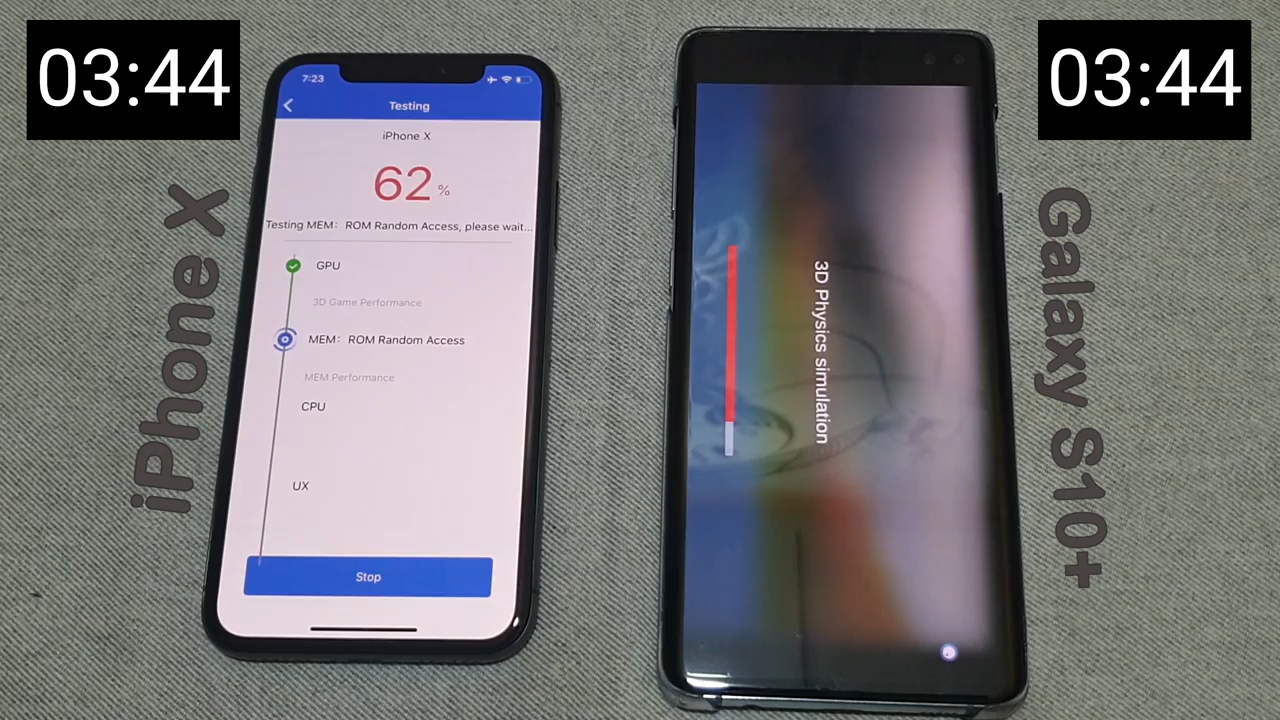 03:44
03:44
iPhone X
Galaxy S10+
7:23
Testing
iPhone X
62 %
Testing MEM: ROM Random Access, please wait...
GPU
3D Game Performance
MEM: ROM Random Access
MEM Performance
CPU
UX
Stop
3D Physics simulation